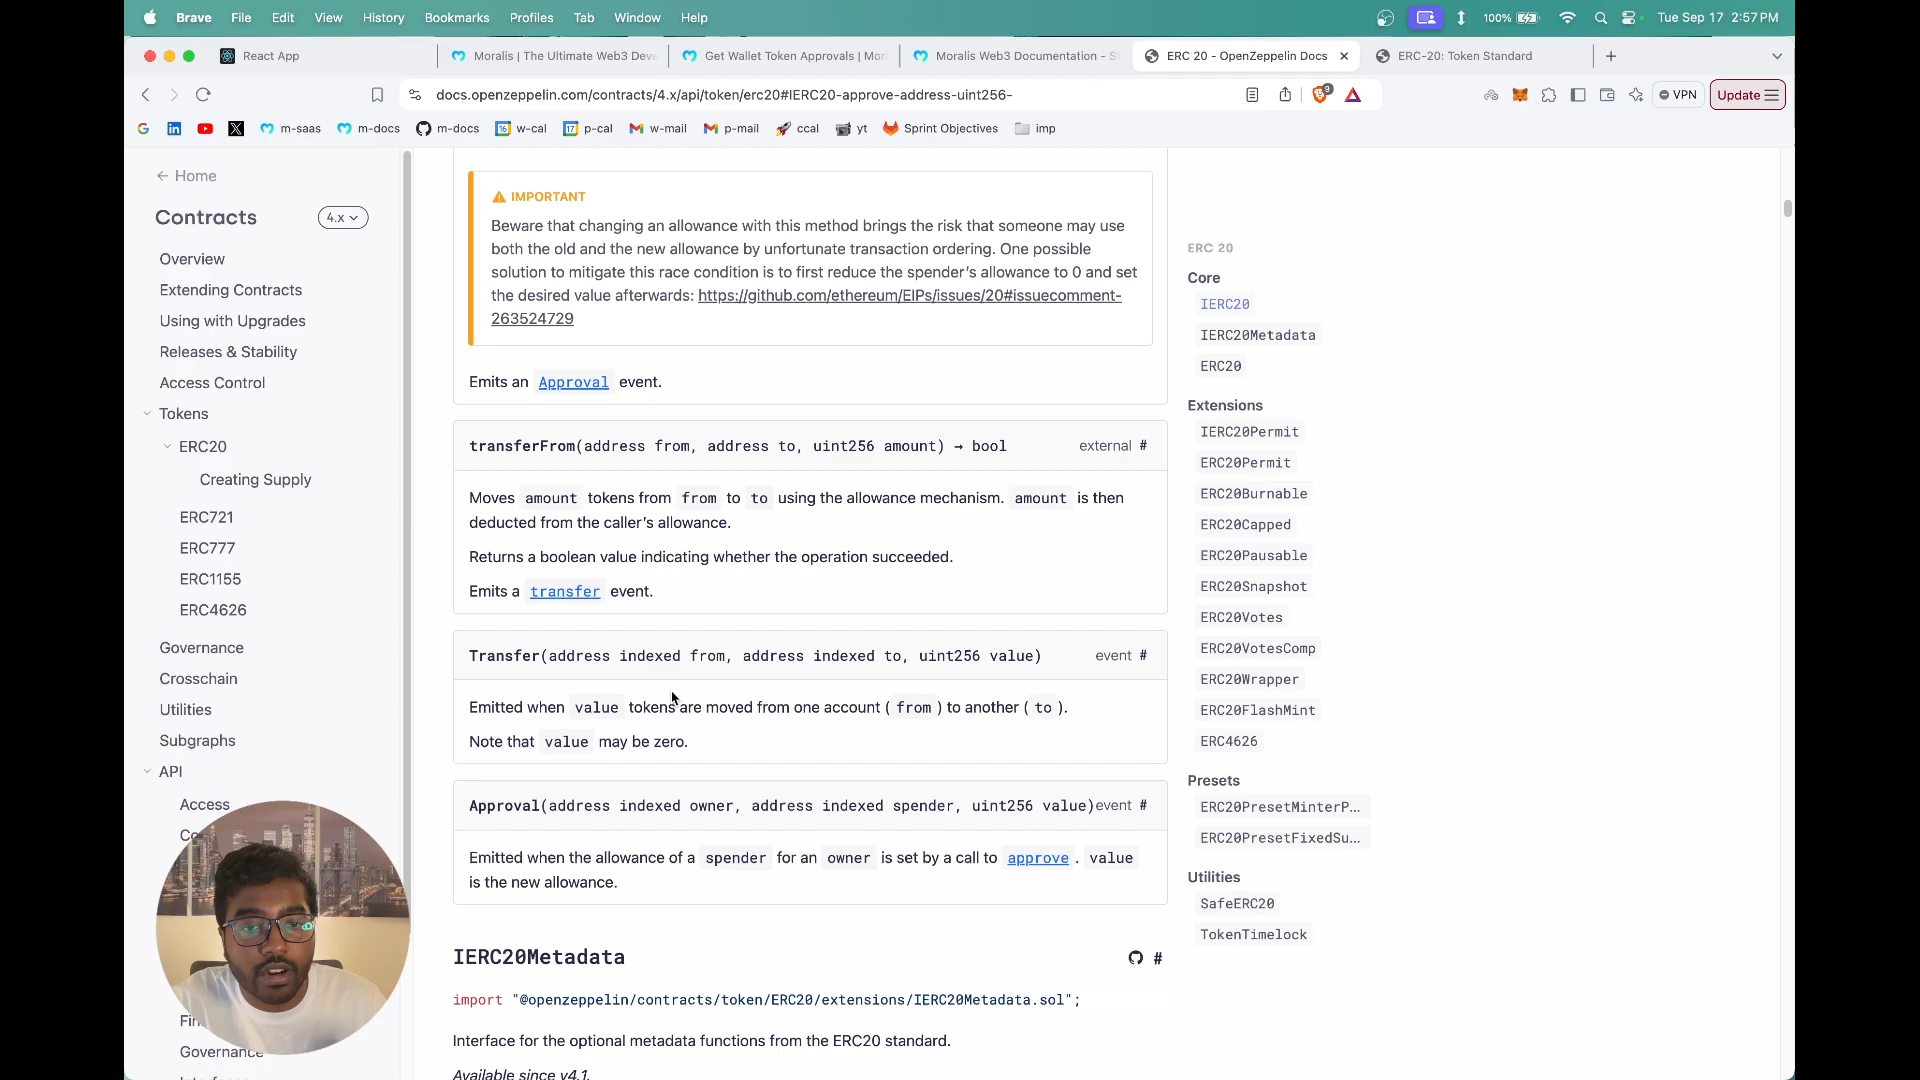 Brave File Edit View History Bookmarks Profiles Tab Window Help 100% Tue Sep 17 2:57 PM
React App Moralis | The Ultimate Web3 Deve Get Wallet Token Approvals | Mor Moralis Web3 Documentation - S ERC 20 - OpenZeppelin Docs ERC-20: Token Standard
docs.openzeppelin.com/contracts/4.x/api/token/erc20#IERC20-approve-address-uint256- 9 VPN Update
m-saas m-docs m-docs w-cal p-cal w-mail p-mail ccal yt Sprint Objectives imp
← Home
Contracts 4.x
Overview
Extending Contracts
Using with Upgrades
Releases & Stability
Access Control
Tokens
ERC20
Creating Supply
ERC721
ERC777
ERC1155
ERC4626
Governance
Crosschain
Utilities
Subgraphs
API
Access
Governance
IMPORTANT
Beware that changing an allowance with this method brings the risk that someone may use
both the old and the new allowance by unfortunate transaction ordering. One possible
solution to mitigate this race condition is to first reduce the spender's allowance to 0 and set
the desired value afterwards: https://github.com/ethereum/EIPs/issues/20#issuecomment-
263524729
Emits an Approval event.
transferFrom(address from, address to, uint256 amount) → bool external #
Moves amount tokens from from to to using the allowance mechanism. amount is then
deducted from the caller's allowance.
Returns a boolean value indicating whether the operation succeeded.
Emits a transfer event.
Transfer(address indexed from, address indexed to, uint256 value) event #
Emitted when value tokens are moved from one account ( from ) to another ( to ).
Note that value may be zero.
Approval(address indexed owner, address indexed spender, uint256 value) event #
Emitted when the allowance of a spender for an owner is set by a call to approve . value
is the new allowance.
IERC20Metadata #
import "@openzeppelin/contracts/token/ERC20/extensions/IERC20Metadata.sol";
Interface for the optional metadata functions from the ERC20 standard.
Available since v4.1.
ERC 20
Core
IERC20
IERC20Metadata
ERC20
Extensions
IERC20Permit
ERC20Permit
ERC20Burnable
ERC20Capped
ERC20Pausable
ERC20Snapshot
ERC20Votes
ERC20VotesComp
ERC20Wrapper
ERC20FlashMint
ERC4626
Presets
ERC20PresetMinterP...
ERC20PresetFixedSu...
Utilities
SafeERC20
TokenTimelock